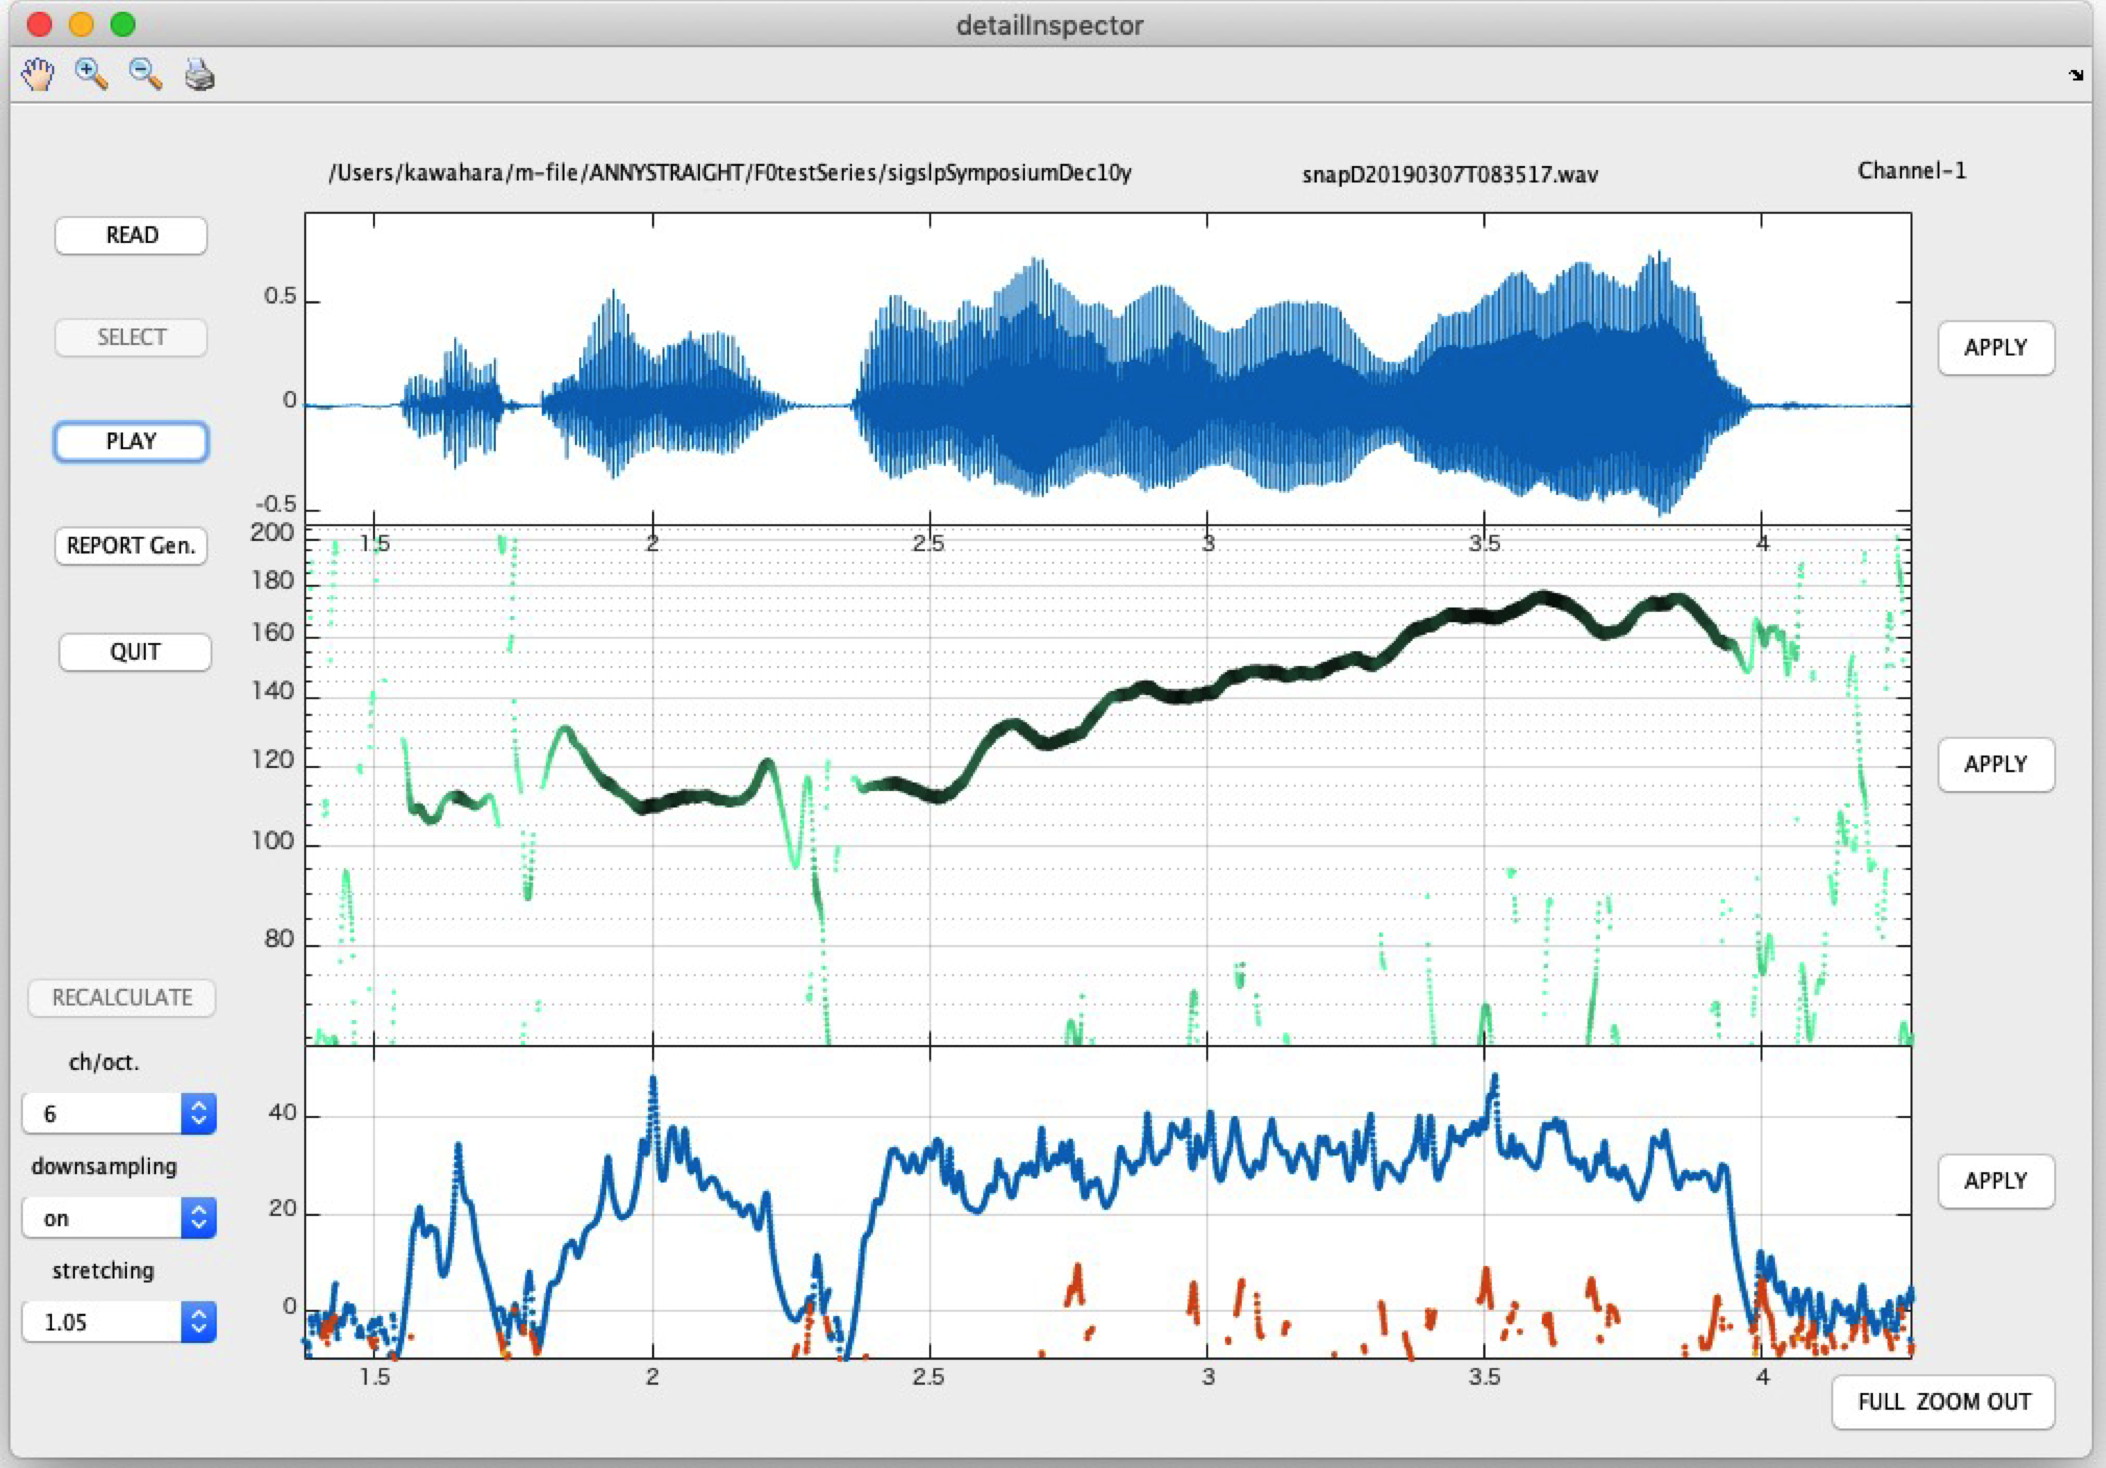 detailInspector
/Users/kawahara/m-file/ANNYSTRAIGHT/F0testSeries/sigslpSymposiumDec10y
snapD20190307T083517.wav
Channel-1
READ
SELECT
PLAY
REPORT Gen.
QUIT
RECALCULATE
ch/oct.
6
downsampling
on
stretching
1.05
0.5
0
-0.5
1.5 2 2.5 3 3.5 4
200
180
160
140
120
100
80
40
20
0
1.5 2 2.5 3 3.5 4
APPLY
APPLY
APPLY
FULL ZOOM OUT